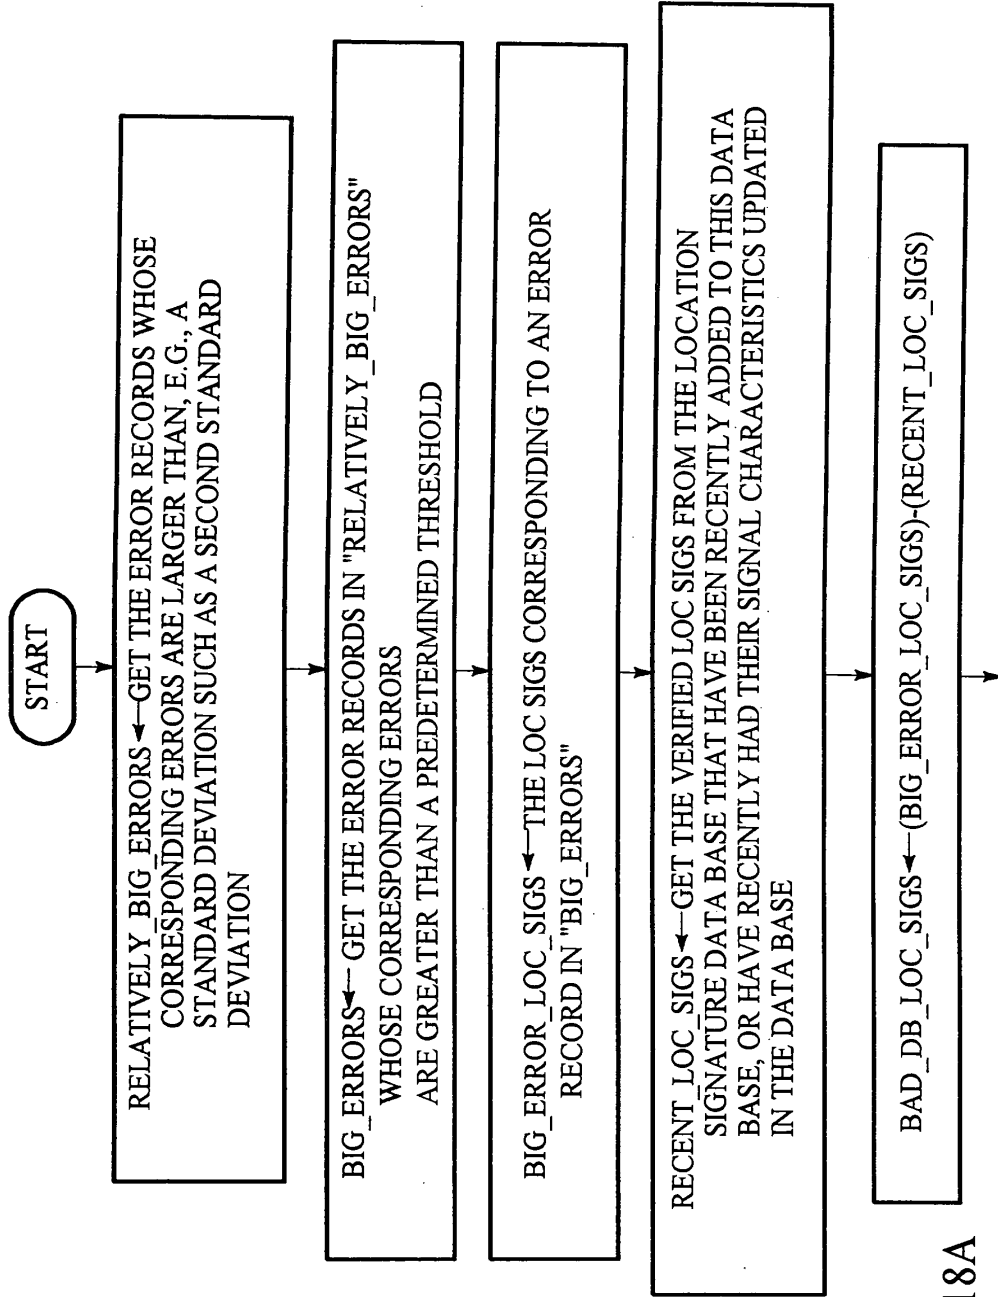 START
RELATIVELY_BIG_ERRORS ← GET THE ERROR RECORDS WHOSE
CORRESPONDING ERRORS ARE LARGER THAN, E.G., A
STANDARD DEVIATION SUCH AS A SECOND STANDARD
DEVIATION
BIG_ERRORS ← GET THE ERROR RECORDS IN "RELATIVELY_BIG_ERRORS"
WHOSE CORRESPONDING ERRORS
ARE GREATER THAN A PREDETERMINED THRESHOLD
BIG_ERROR_LOC_SIGS ← THE LOC SIGS CORRESPONDING TO AN ERROR
RECORD IN "BIG_ERRORS"
RECENT_LOC_SIGS ← GET THE VERIFIED LOC SIGS FROM THE LOCATION
SIGNATURE DATA BASE THAT HAVE BEEN RECENTLY ADDED TO THIS DATA
BASE, OR HAVE RECENTLY HAD THEIR SIGNAL CHARACTERISTICS UPDATED
IN THE DATA BASE
BAD_DB_LOC_SIGS ← (BIG_ERROR_LOC_SIGS)-(RECENT_LOC_SIGS)
18A